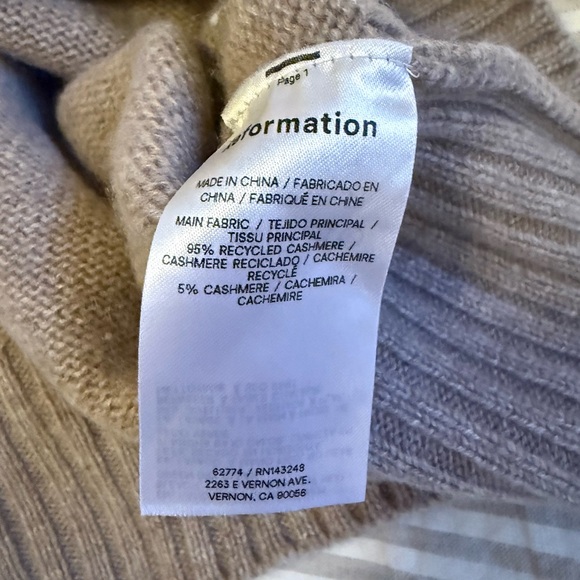 Page 1
Information
MADE IN CHINA / FABRICADO EN
CHINA / FABRIQUÉ EN CHINE
MAIN FABRIC / TEJIDO PRINCIPAL /
TISSU PRINCIPAL
95% RECYCLED CASHMERE /
CASHMERE RECICLADO / CACHEMIRE
RECYCLÉ
5% CASHMERE / CACHEMIRA /
CACHEMIRE
62774 / RN143248
2263 E VERNON AVE.
VERNON, CA 90058